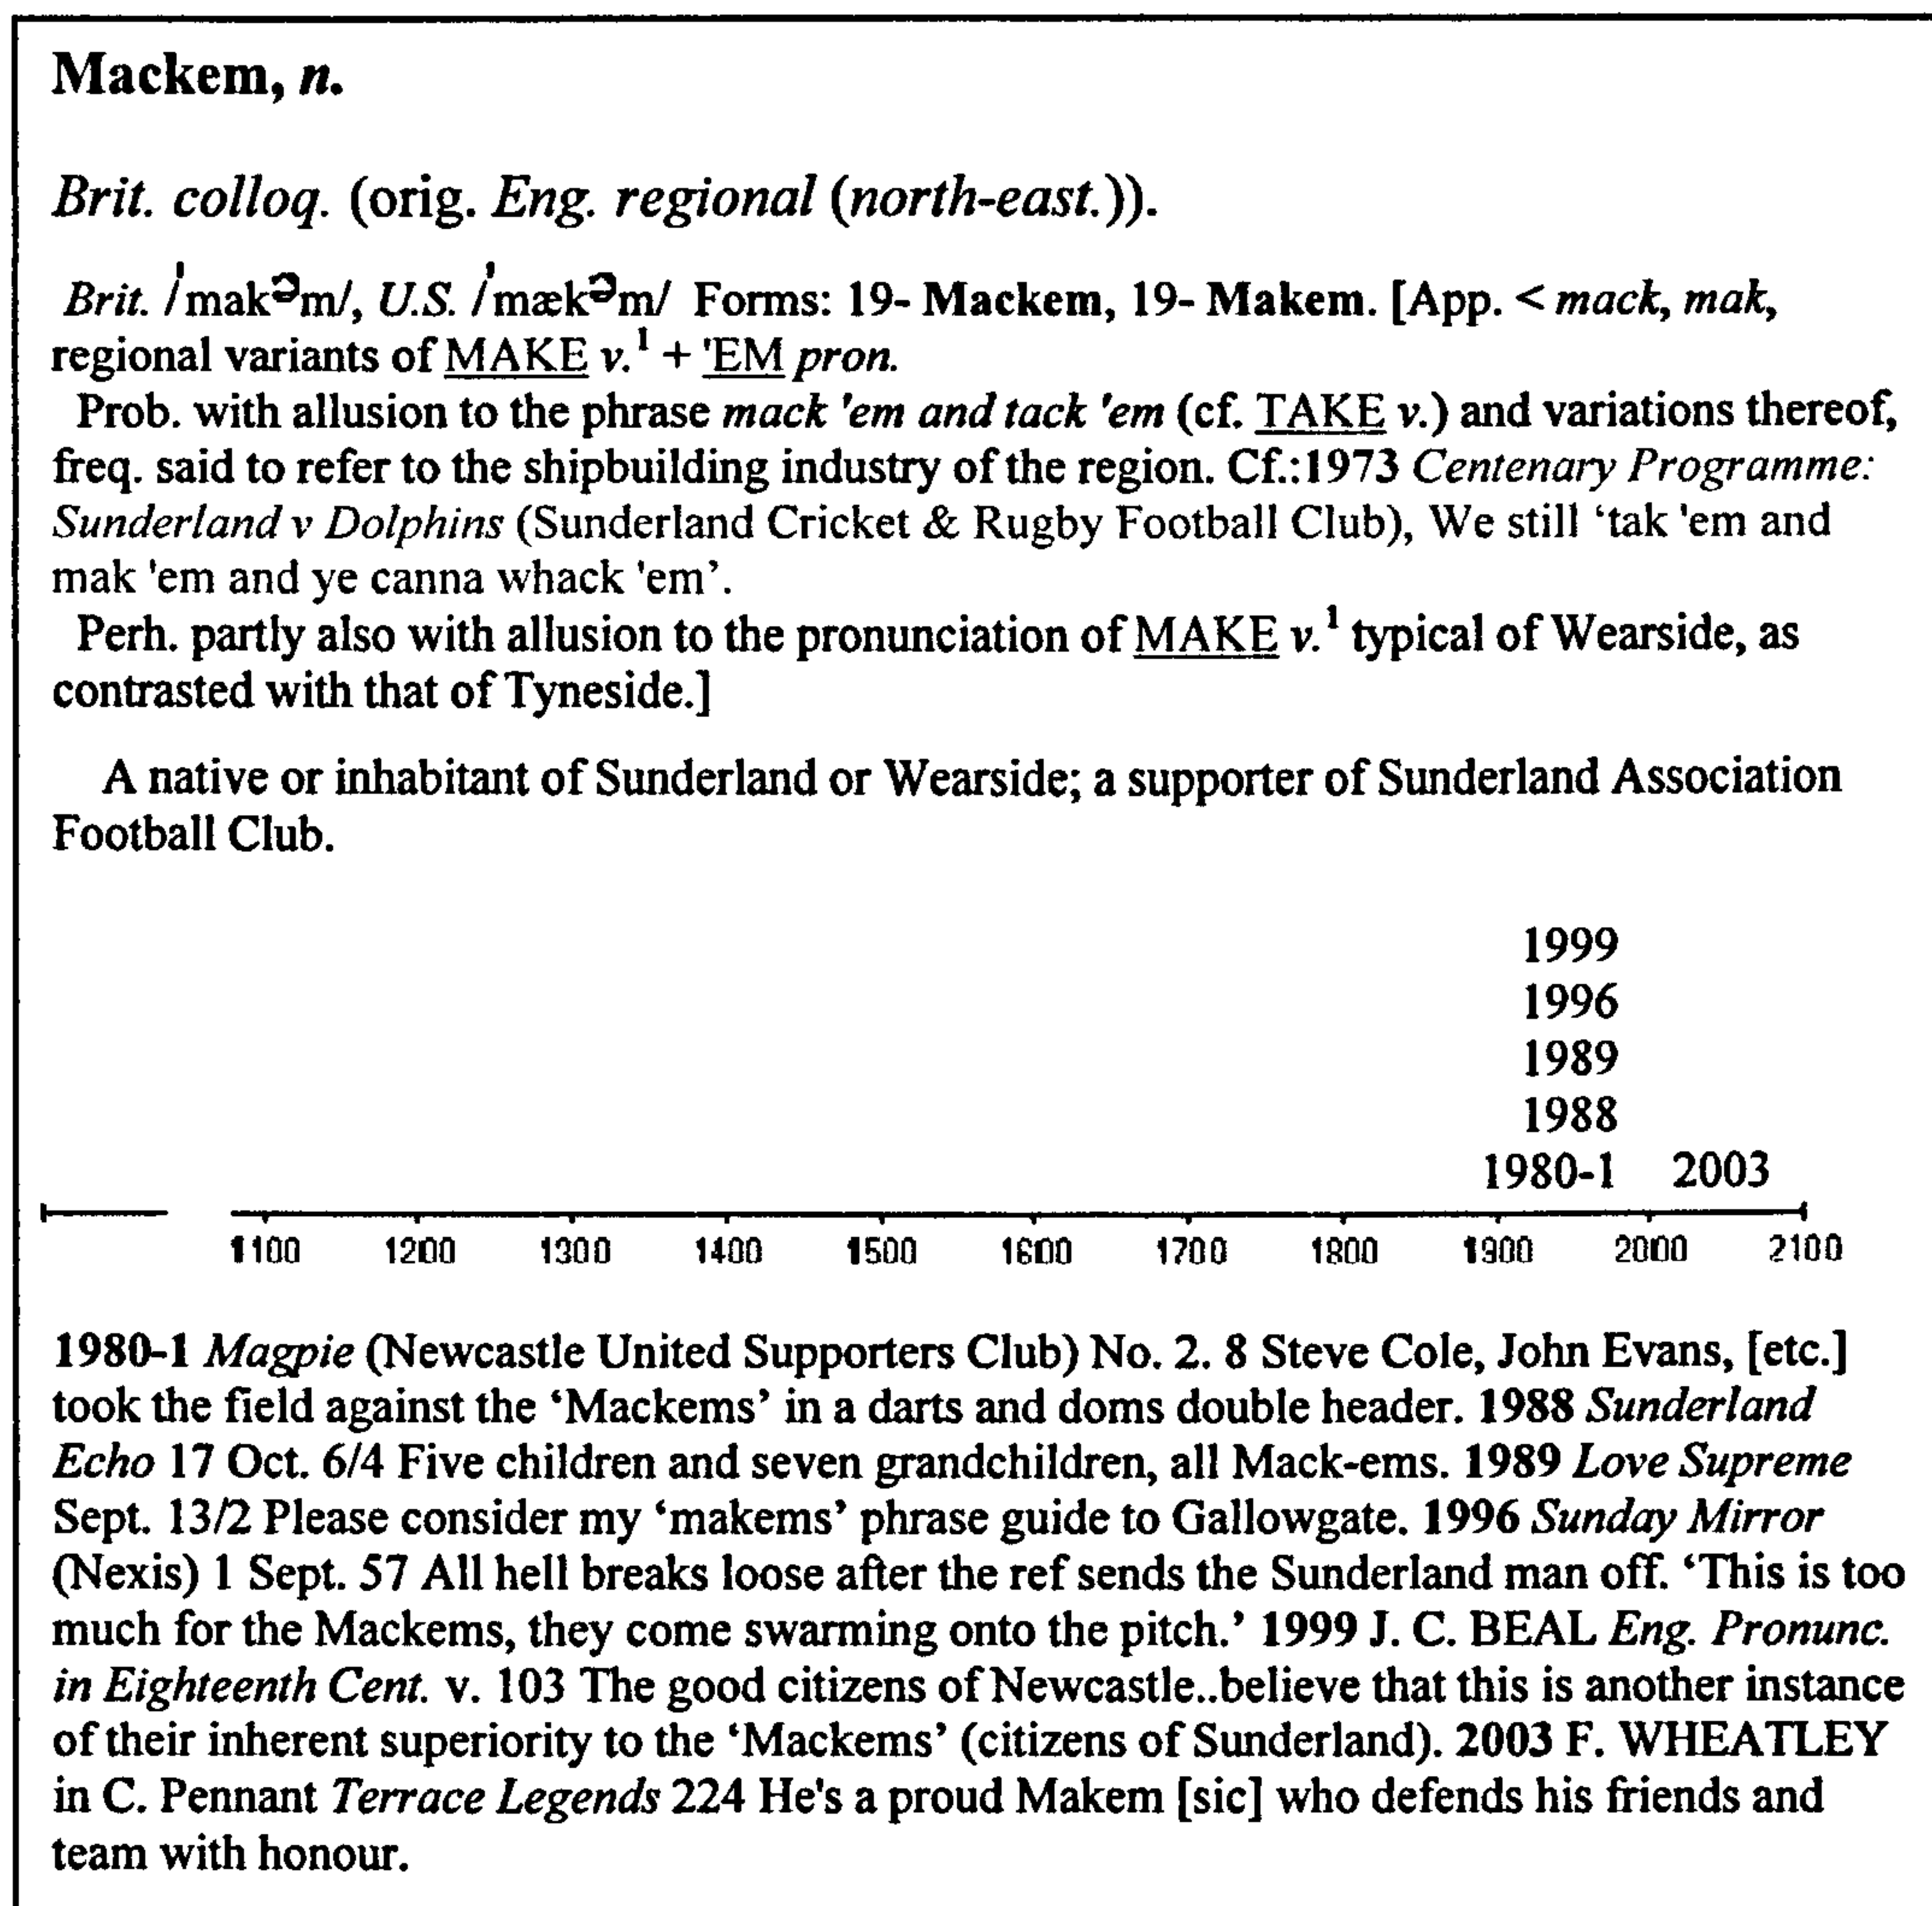 Mackem, n.
Brit. colloq. (orig. Eng. regional (north-east.)).
Brit. /ˈmakəm/, U.S. /ˈmækəm/ Forms: 19- Mackem, 19- Makem. [App. < mack, mak,
regional variants of MAKE v.¹ + 'EM pron.
Prob. with allusion to the phrase mack 'em and tack 'em (cf. TAKE v.) and variations thereof,
freq. said to refer to the shipbuilding industry of the region. Cf.:1973 Centenary Programme:
Sunderland v Dolphins (Sunderland Cricket & Rugby Football Club), We still ‘tak 'em and
mak 'em and ye canna whack 'em’.
Perh. partly also with allusion to the pronunciation of MAKE v.¹ typical of Wearside, as
contrasted with that of Tyneside.]
A native or inhabitant of Sunderland or Wearside; a supporter of Sunderland Association
Football Club.
1999
1996
1989
1988
1980-1 2003
1100 1200 1300 1400 1500 1600 1700 1800 1900 2000 2100
1980-1 Magpie (Newcastle United Supporters Club) No. 2. 8 Steve Cole, John Evans, [etc.]
took the field against the ‘Mackems’ in a darts and doms double header. 1988 Sunderland
Echo 17 Oct. 6/4 Five children and seven grandchildren, all Mack-ems. 1989 Love Supreme
Sept. 13/2 Please consider my ‘makems’ phrase guide to Gallowgate. 1996 Sunday Mirror
(Nexis) 1 Sept. 57 All hell breaks loose after the ref sends the Sunderland man off. ‘This is too
much for the Mackems, they come swarming onto the pitch.’ 1999 J. C. BEAL Eng. Pronunc.
in Eighteenth Cent. v. 103 The good citizens of Newcastle..believe that this is another instance
of their inherent superiority to the ‘Mackems’ (citizens of Sunderland). 2003 F. WHEATLEY
in C. Pennant Terrace Legends 224 He's a proud Makem [sic] who defends his friends and
team with honour.